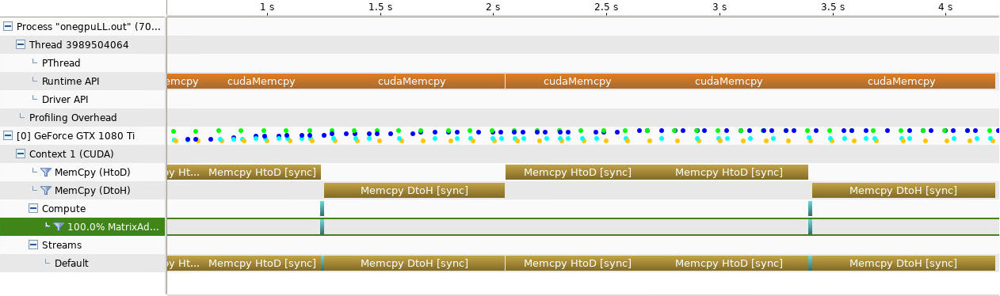 1 s 1.5 s 2 s 2.5 s 3 s 3.5 s 4 s
Process "onegpuLL.out" (70...
Thread 3989504064
PThread
Runtime API emcpy cudaMemcpy cudaMemcpy cudaMemcpy cudaMemcpy cudaMemcpy
Driver API
Profiling Overhead
[0] GeForce GTX 1080 Ti
Context 1 (CUDA)
MemCpy (HtoD) py Ht... Memcpy HtoD [sync] Memcpy HtoD [sync] Memcpy HtoD [sync]
MemCpy (DtoH) Memcpy DtoH [sync] Memcpy DtoH [sync]
Compute
100.0% MatrixAd...
Streams
Default py Ht... Memcpy HtoD [sync] Memcpy DtoH [sync] Memcpy HtoD [sync] Memcpy HtoD [sync] Memcpy DtoH [sync]